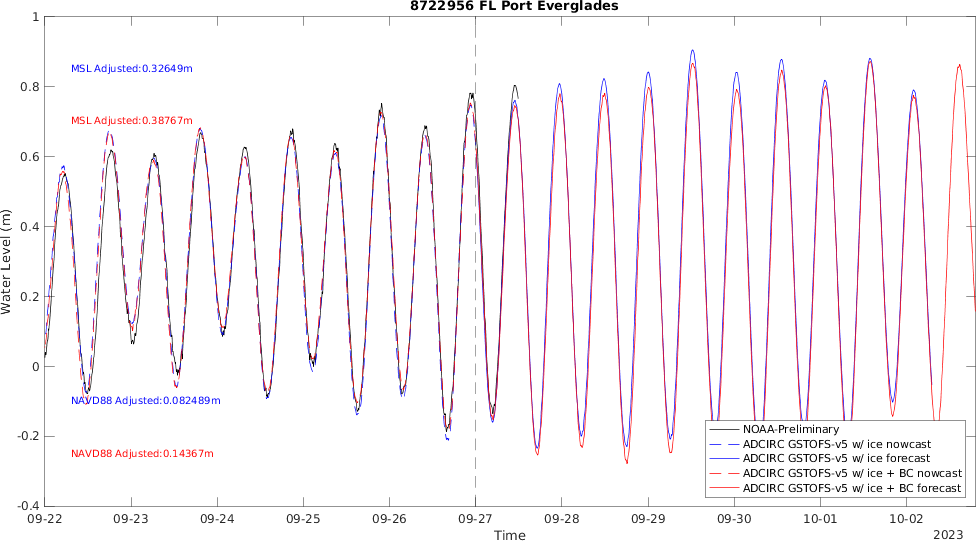 8722956 FL Port Everglades
1
0.8
0.6
0.4
0.2
0
-0.2
-0.4
Water Level (m)
MSL Adjusted:0.32649m
MSL Adjusted:0.38767m
NAVD88 Adjusted:0.082489m
NAVD88 Adjusted:0.14367m
NOAA-Preliminary
ADCIRC GSTOFS-v5 w/ ice nowcast
ADCIRC GSTOFS-v5 w/ ice forecast
ADCIRC GSTOFS-v5 w/ ice + BC nowcast
ADCIRC GSTOFS-v5 w/ ice + BC forecast
09-22 09-23 09-24 09-25 09-26 09-27 09-28 09-29 09-30 10-01 10-02
Time
2023